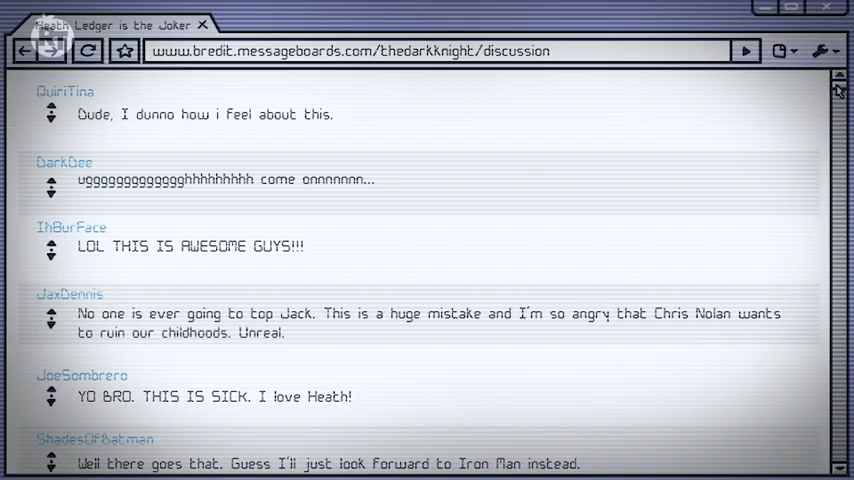 Heath Ledger is the Joker
www.bredit.messageboards.com/thedarkknight/discussion
QuiriTina
Dude, I dunno how i feel about this.
DarkDee
uggggggggggggghhhhhhhhh come onnnnnnn...
IhBurFace
LOL THIS IS AWESOME GUYS!!!
JaxDennis
No one is ever going to top Jack. This is a huge mistake and I'm so angry that Chris Nolan wants
to ruin our childhoods. Unreal.
JoeSombrero
YO BRO. THIS IS SICK. I love Heath!
ShadesOfBatman
Well there goes that. Guess I'll just look forward to Iron Man instead.